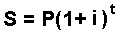 S = P(1+ i)^t